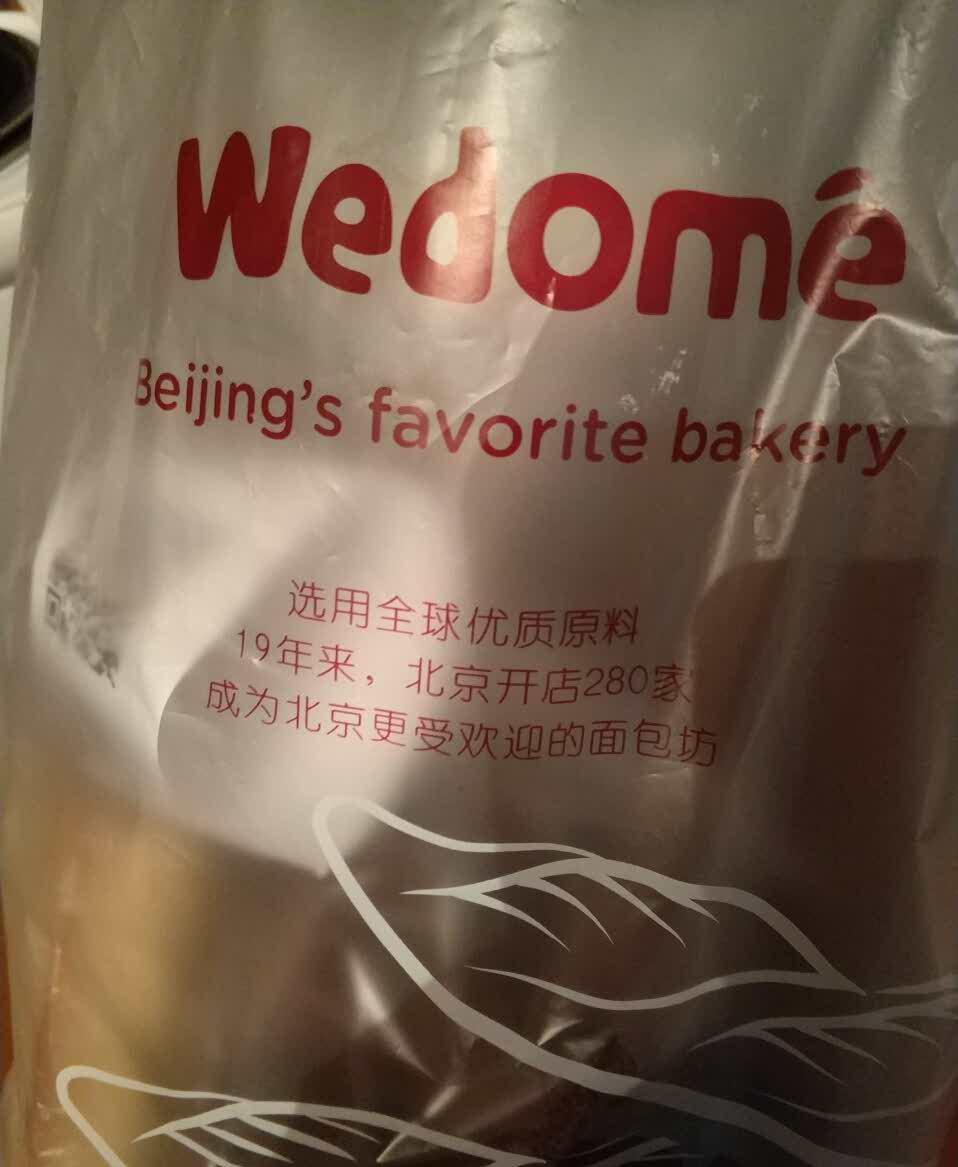 Wedomé
Beijing's favorite bakery
选用全球优质原料
19年来，北京开店280家
成为北京更受欢迎的面包坊